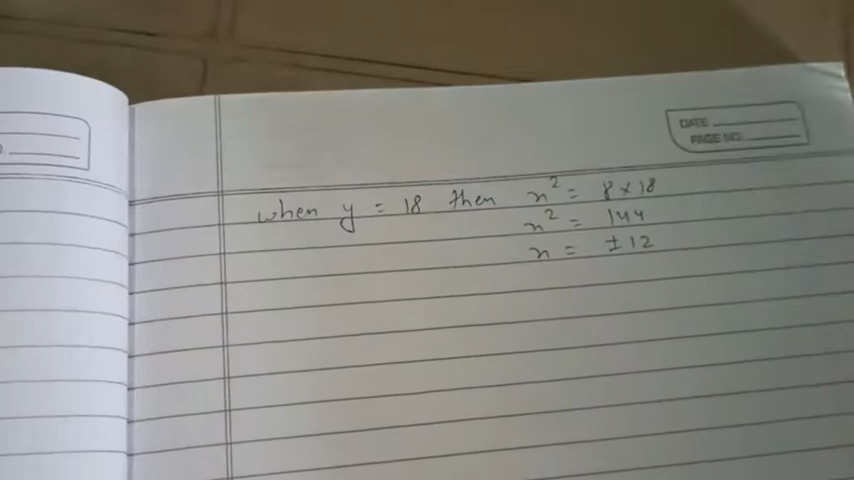 DATE
PAGE NO.
when y = 18 then x² = 8 × 18
x² = 144
x = ±12